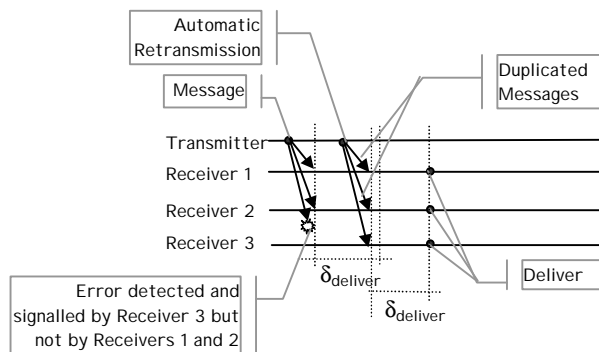 Automatic
Retransmission
Message
Duplicated
Messages
Transmitter
Receiver 1
Receiver 2
Receiver 3
δdeliver
δdeliver
Deliver
Error detected and
signalled by Receiver 3 but
not by Receivers 1 and 2